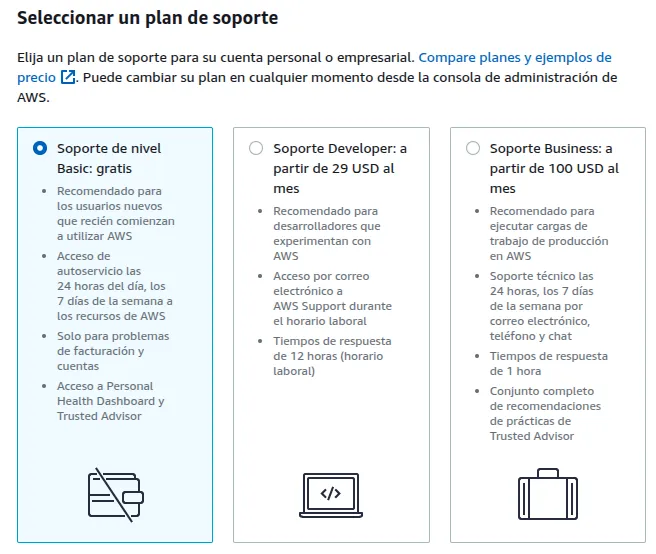 Seleccionar un plan de soporte
Elija un plan de soporte para su cuenta personal o empresarial. Compare planes y ejemplos de
precio. Puede cambiar su plan en cualquier momento desde la consola de administración de
AWS.
Soporte de nivel
Basic: gratis
• Recomendado para
los usuarios nuevos
que recién comienzan
a utilizar AWS
• Acceso de
autoservicio las
24 horas del día, los
7 días de la semana a
los recursos de AWS
• Solo para problemas
de facturación y
cuentas
• Acceso a Personal
Health Dashboard y
Trusted Advisor
Soporte Developer: a
partir de 29 USD al
mes
• Recomendado para
desarrolladores que
experimentan con
AWS
• Acceso por correo
electrónico a
AWS Support durante
el horario laboral
• Tiempos de respuesta
de 12 horas (horario
laboral)
</>
Soporte Business: a
partir de 100 USD al
mes
• Recomendado para
ejecutar cargas de
trabajo de producción
en AWS
• Soporte técnico las
24 horas, los 7 días
de la semana por
correo electrónico,
teléfono y chat
• Tiempos de respuesta
de 1 hora
• Conjunto completo
de recomendaciones
de prácticas de
Trusted Advisor